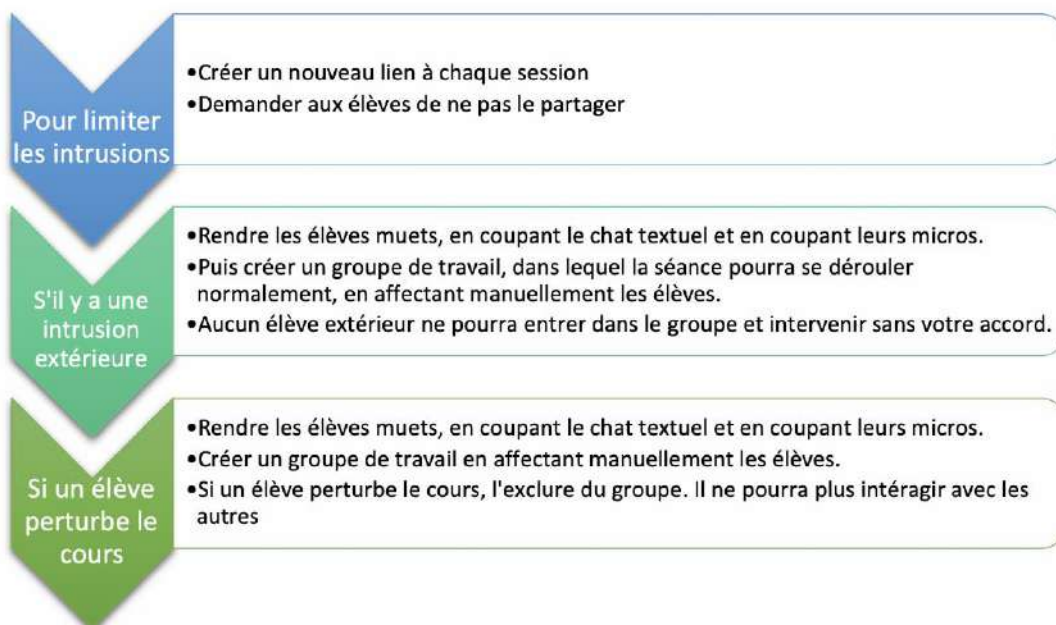 Pour limiter
les intrusions
•Créer un nouveau lien à chaque session
•Demander aux élèves de ne pas le partager
S'il y a une
intrusion
extérieure
•Rendre les élèves muets, en coupant le chat textuel et en coupant leurs micros.
•Puis créer un groupe de travail, dans lequel la séance pourra se dérouler
normalement, en affectant manuellement les élèves.
•Aucun élève extérieur ne pourra entrer dans le groupe et intervenir sans votre accord.
Si un élève
perturbe le
cours
•Rendre les élèves muets, en coupant le chat textuel et en coupant leurs micros.
•Créer un groupe de travail en affectant manuellement les élèves.
•Si un élève perturbe le cours, l'exclure du groupe. Il ne pourra plus intéragir avec les
autres